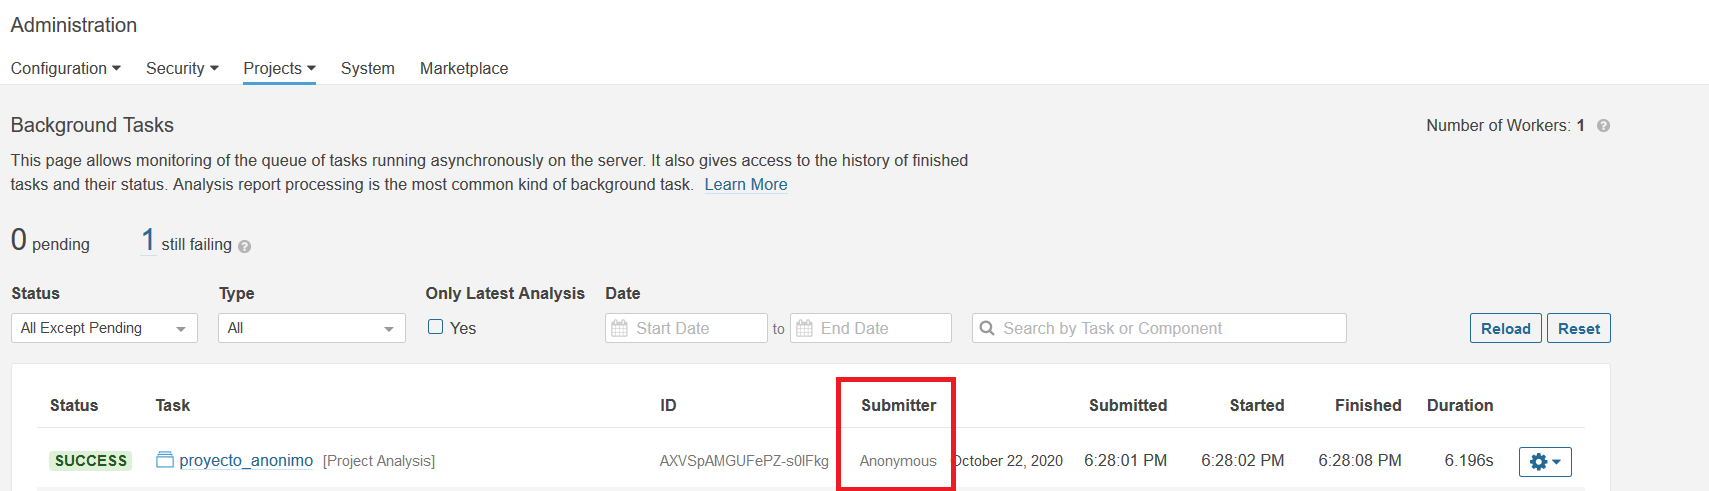 Administration
Configuration Security Projects System Marketplace
Background Tasks
Number of Workers: 1 ?
This page allows monitoring of the queue of tasks running asynchronously on the server. It also gives access to the history of finished
tasks and their status. Analysis report processing is the most common kind of background task. Learn More
0 pending 1 still failing ?
Status Type Only Latest Analysis Date
All Except Pending All Yes Start Date to End Date Search by Task or Component Reload Reset
Status Task ID Submitter Submitted Started Finished Duration
SUCCESS proyecto_anonimo [Project Analysis] AXVSpAMGUFePZ-s0lFkg Anonymous October 22, 2020 6:28:01 PM 6:28:02 PM 6:28:08 PM 6.196s